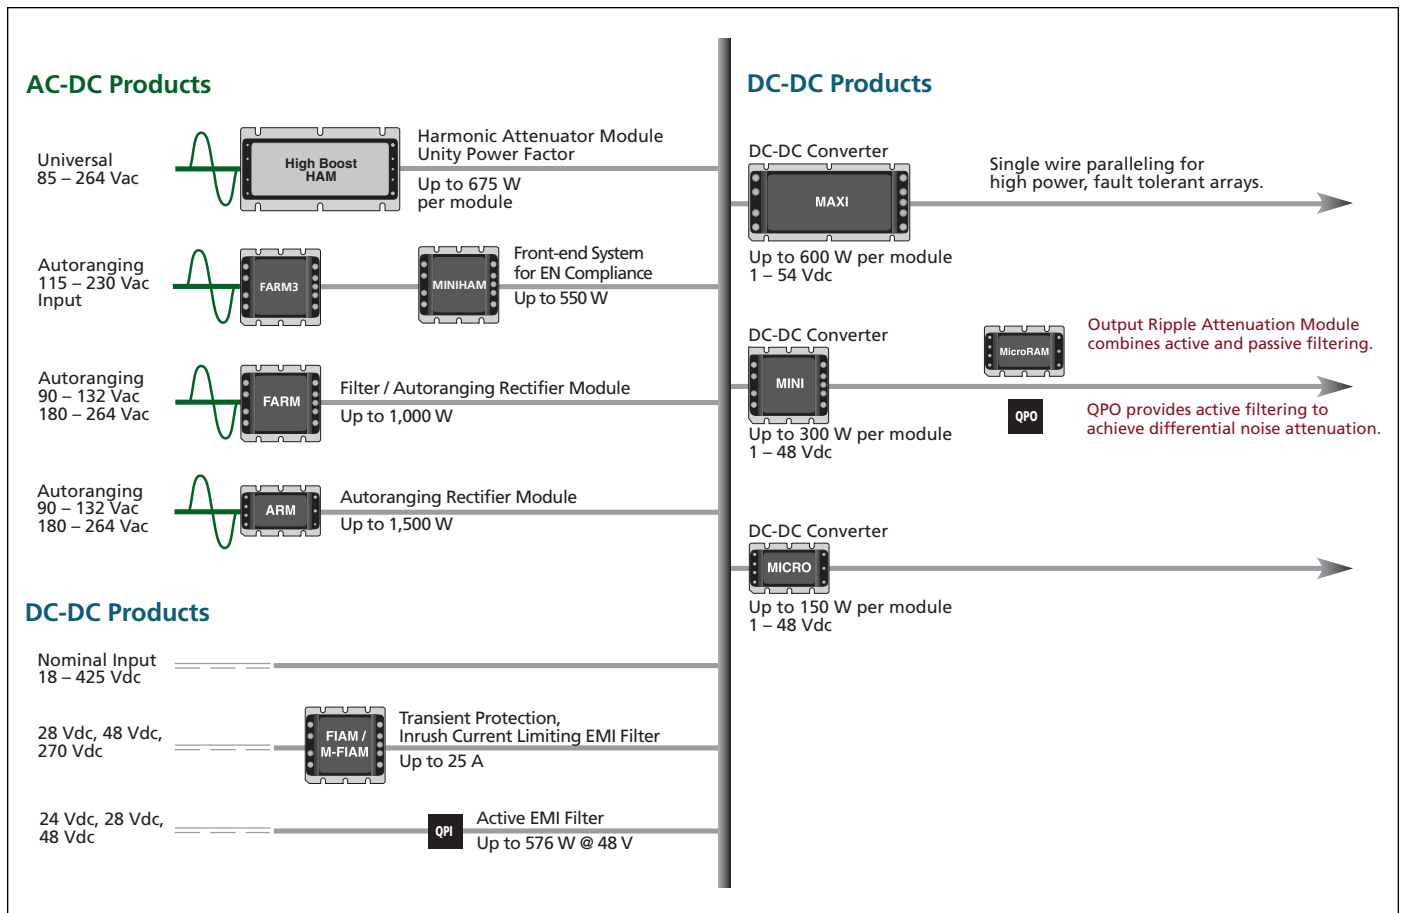 AC-DC Products
Universal
85 – 264 Vac
High Boost
HAM
Harmonic Attenuator Module
Unity Power Factor
Up to 675 W
per module
Autoranging
115 – 230 Vac
Input
FARM3
MINIHAM
Front-end System
for EN Compliance
Up to 550 W
Autoranging
90 – 132 Vac
180 – 264 Vac
FARM
Filter / Autoranging Rectifier Module
Up to 1,000 W
Autoranging
90 – 132 Vac
180 – 264 Vac
ARM
Autoranging Rectifier Module
Up to 1,500 W
DC-DC Products
Nominal Input
18 – 425 Vdc
28 Vdc, 48 Vdc,
270 Vdc
FIAM /
M-FIAM
Transient Protection,
Inrush Current Limiting EMI Filter
Up to 25 A
24 Vdc, 28 Vdc,
48 Vdc
QPI
Active EMI Filter
Up to 576 W @ 48 V
DC-DC Products
DC-DC Converter
MAXI
Up to 600 W per module
1 – 54 Vdc
Single wire paralleling for
high power, fault tolerant arrays.
DC-DC Converter
MINI
Up to 300 W per module
1 – 48 Vdc
MicroRAM
Output Ripple Attenuation Module
combines active and passive filtering.
QPO
QPO provides active filtering to
achieve differential noise attenuation.
DC-DC Converter
MICRO
Up to 150 W per module
1 – 48 Vdc